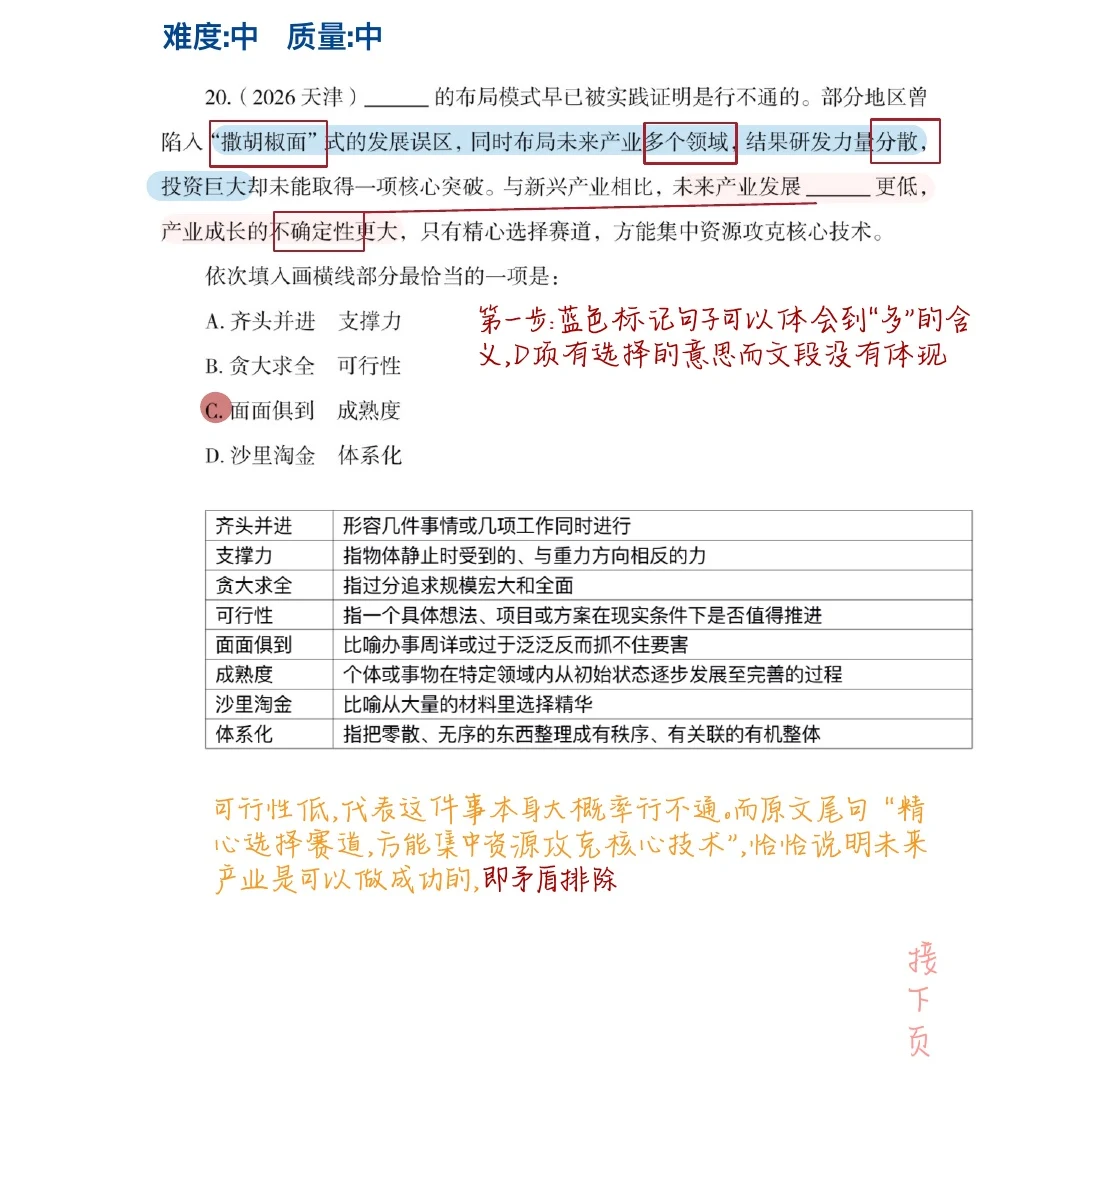 难度:中 质量:中
20.（2026 天津）______ 的布局模式早已被实践证明是行不通的。部分地区曾
陷入“撒胡椒面”式的发展误区，同时布局未来产业多个领域，结果研发力量分散，
投资巨大却未能取得一项核心突破。与新兴产业相比，未来产业发展 ______ 更低，
产业成长的不确定性更大，只有精心选择赛道，方能集中资源攻克核心技术。
依次填入画横线部分最恰当的一项是：
A. 齐头并进 支撑力
第一步:蓝色标记句子可以体会到“多”的含
义,D项有选择的意思而文段没有体现
B. 贪大求全 可行性
C. 面面俱到 成熟度
D. 沙里淘金 体系化
齐头并进 形容几件事情或几项工作同时进行
支撑力 指物体静止时受到的、与重力方向相反的力
贪大求全 指过分追求规模宏大和全面
可行性 指一个具体想法、项目或方案在现实条件下是否值得推进
面面俱到 比喻办事周详或过于泛泛反而抓不住要害
成熟度 个体或事物在特定领域内从初始状态逐步发展至完善的过程
沙里淘金 比喻从大量的材料里选择精华
体系化 指把零散、无序的东西整理成有秩序、有关联的有机整体
可行性低,代表这件事本身大概率行不通。而原文尾句 “精
心选择赛道,方能集中资源攻克核心技术”,恰恰说明未来
产业是可以做成功的,即矛盾排除
接
下
页